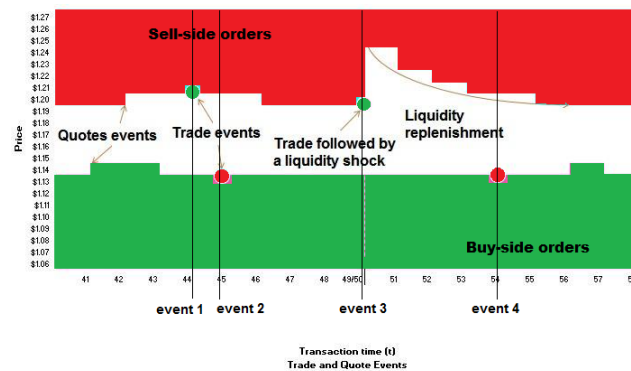 $1.27
$1.26
$1.25
$1.24
$1.23
$1.22
$1.21
$1.20
$1.19
$1.18
$1.17
$1.16
$1.15
$1.14
$1.13
$1.12
$1.11
$1.10
$1.09
$1.08
$1.07
$1.06
Price
Sell-side orders
Quotes events
Trade events
Trade followed by
a liquidity shock
Liquidity
replenishment
Buy-side orders
41 42 43 44 45 46 47 48 49/50 51 52 53 54 55 56 57
event 1 event 2 event 3 event 4
Transaction time (t)
Trade and Quote Events